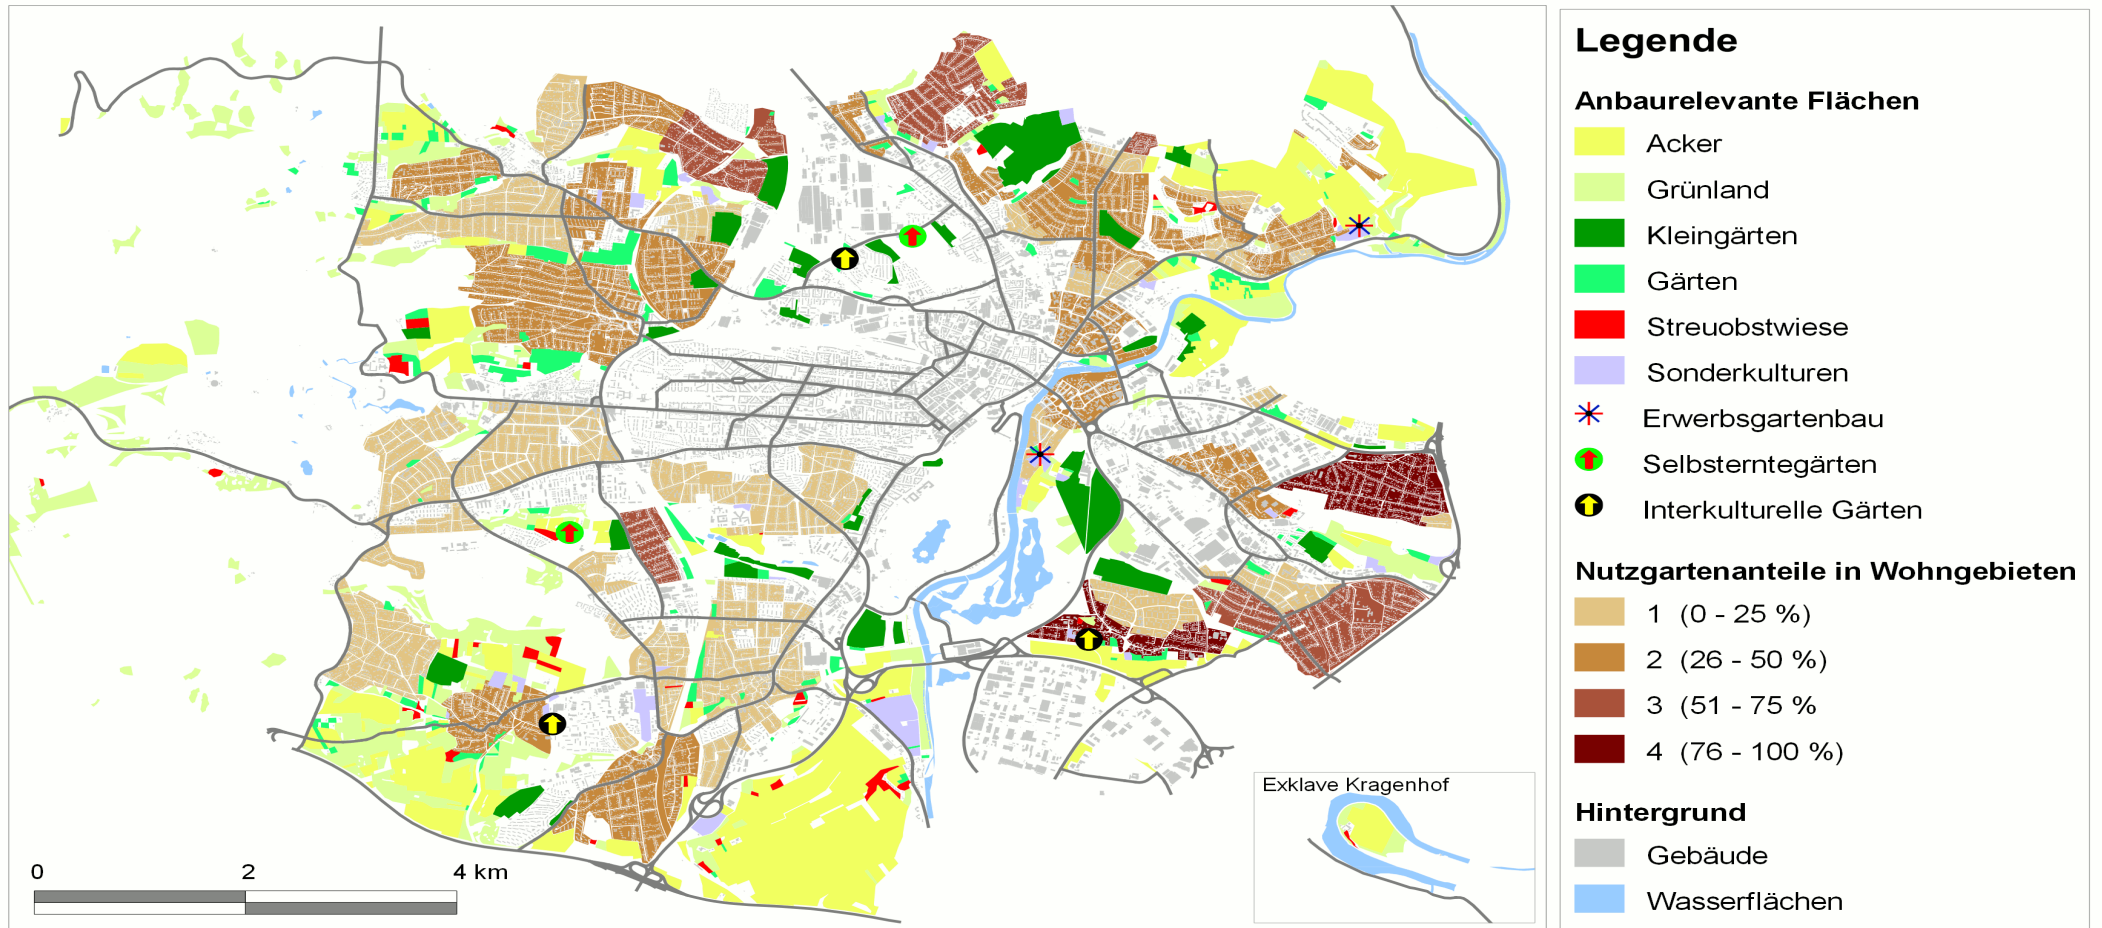 Legende
Anbaurelevante Flächen
Acker
Grünland
Kleingärten
Gärten
Streuobstwiese
Sonderkulturen
Erwerbsgartenbau
Selbsterntegärten
Interkulturelle Gärten
Nutzgartenanteile in Wohngebieten
1 (0 - 25 %)
2 (26 - 50 %)
3 (51 - 75 %
4 (76 - 100 %)
Hintergrund
Gebäude
Wasserflächen
Exklave Kragenhof
0 2 4 km